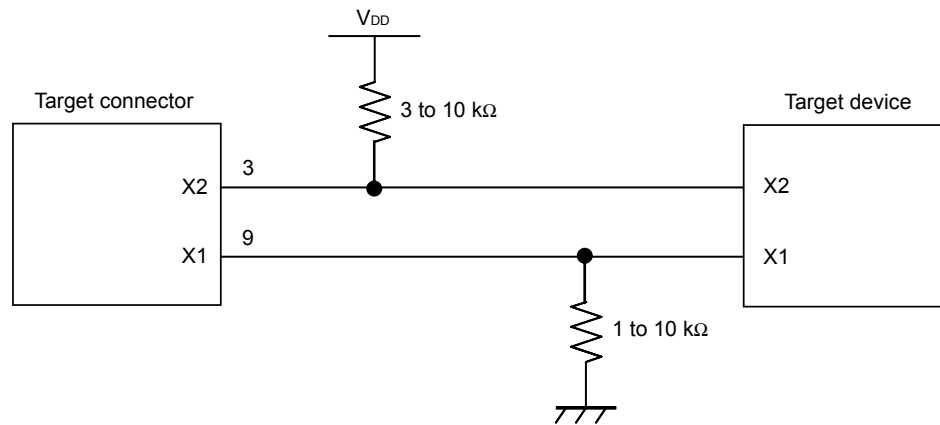 VDD
3 to 10 kΩ
Target connector
Target device
3
X2
X2
9
X1
X1
1 to 10 kΩ